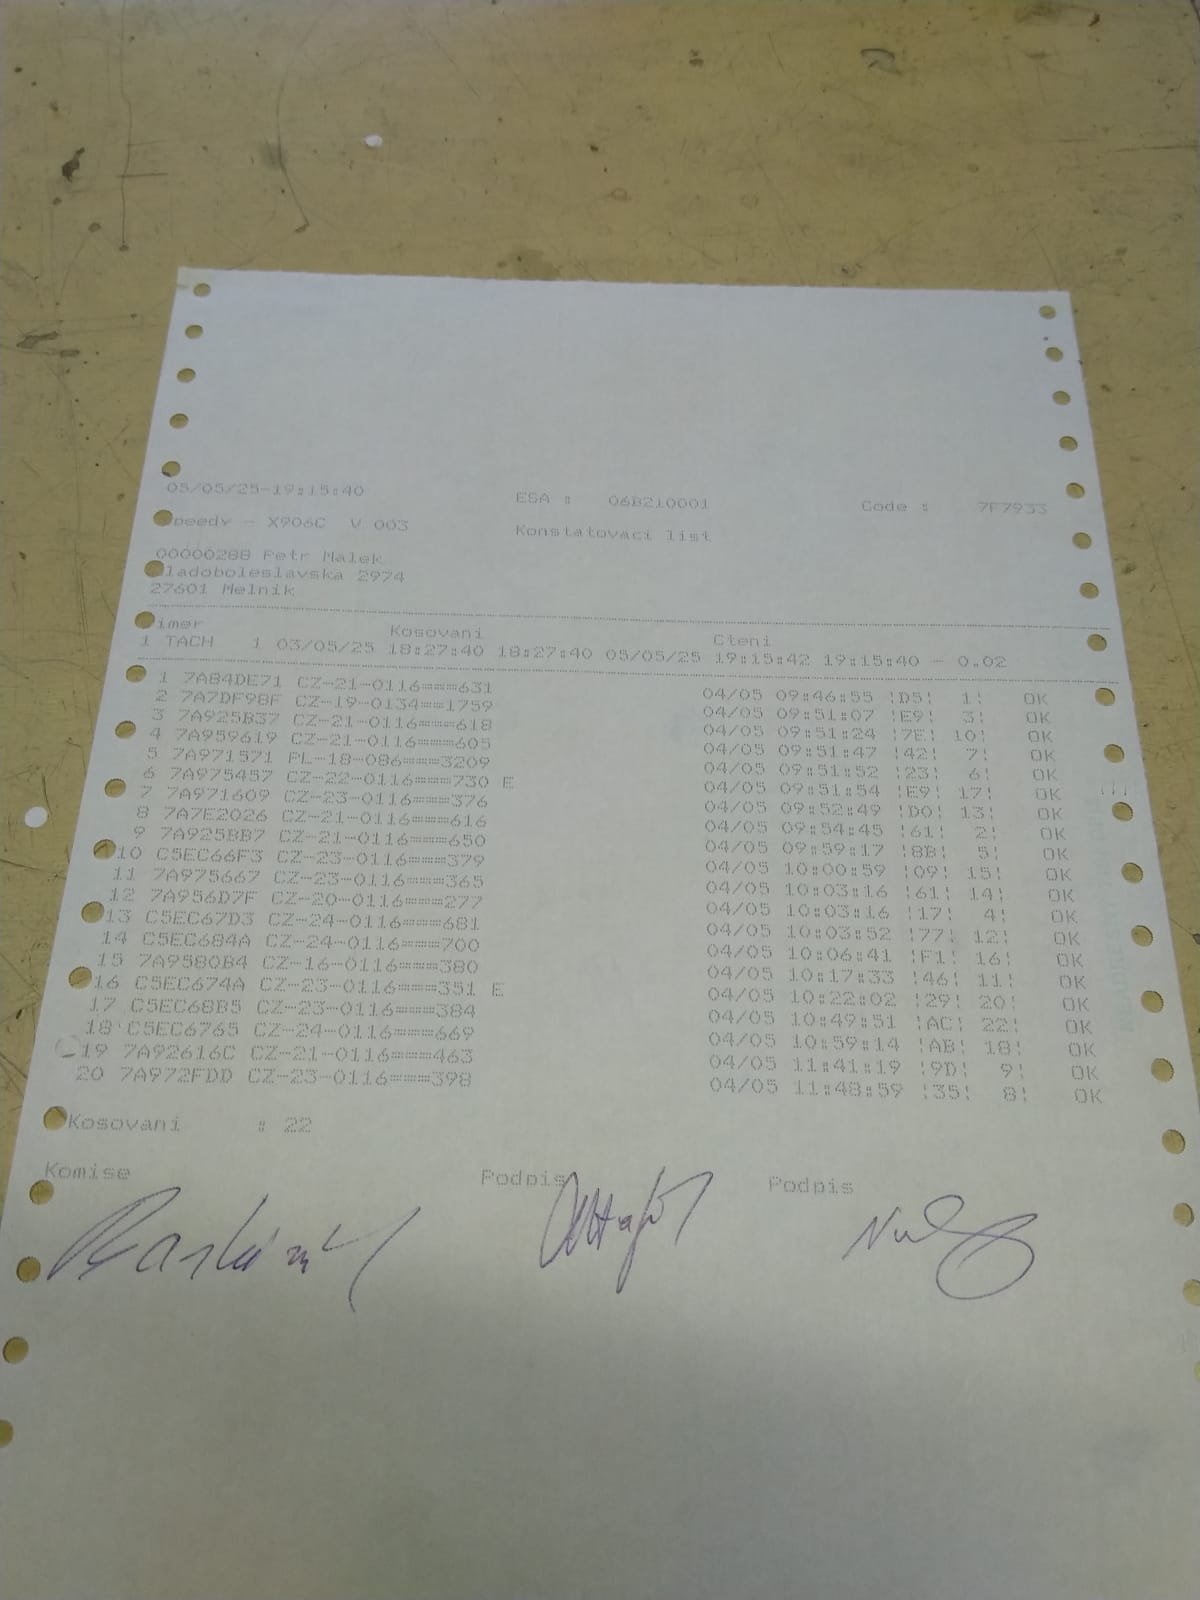 05/05/25-19:15:40 ESA : 06B210001 Code : 7F7933
peedy - X906C V 003 Konstatovaci list
00000288 Petr Malek
ladoboleslavska 2974
27601 Melnik
imer Kosovani Cteni
1 TACH 1 03/05/25 18:27:40 18:27:40 05/05/25 19:15:42 19:15:40 - 0.02
1 7A84DE71 CZ-21-0116===631 04/05 09:46:55 !D5! 1! OK
2 7A7DF98F CZ-19-0134==1759 04/05 09:51:07 !E9! 3! OK
3 7A925B37 CZ-21-0116===618 04/05 09:51:24 !7E! 10! OK
4 7A959619 CZ-21-0116===605 04/05 09:51:47 !42! 7! OK
5 7A971571 PL-18-086===3209 04/05 09:51:52 !23! 6! OK
6 7A975457 CZ-22-0116===730 E 04/05 09:51:54 !E9! 17! OK
7 7A971609 CZ-23-0116===376 04/05 09:52:49 !D0! 13! OK
8 7A7E2026 CZ-21-0116===616 04/05 09:54:45 !61! 2! OK
9 7A925BB7 CZ-21-0116===650 04/05 09:59:17 !8B! 5! OK
10 C5EC66F3 CZ-23-0116===379 04/05 10:00:59 !09! 15! OK
11 7A975667 CZ-23-0116===365 04/05 10:03:16 !61! 14! OK
12 7A956D7F CZ-20-0116===277 04/05 10:03:16 !17! 4! OK
13 C5EC67D3 CZ-24-0116===681 04/05 10:03:52 !77! 12! OK
14 C5EC684A CZ-24-0116===700 04/05 10:06:41 !F1! 16! OK
15 7A9580B4 CZ-16-0116===380 04/05 10:17:33 !46! 11! OK
16 C5EC674A CZ-23-0116===351 E 04/05 10:22:02 !29! 20! OK
17 C5EC68B5 CZ-23-0116===384 04/05 10:49:51 !AC! 22! OK
18 C5EC6765 CZ-24-0116===669 04/05 10:59:14 !AB! 18! OK
19 7A92616C CZ-21-0116===463 04/05 11:41:19 !9D! 9! OK
20 7A972FDD CZ-23-0116===398 04/05 11:48:59 !35! 8! OK
Kosovani : 22
Komise Podpis Podpis